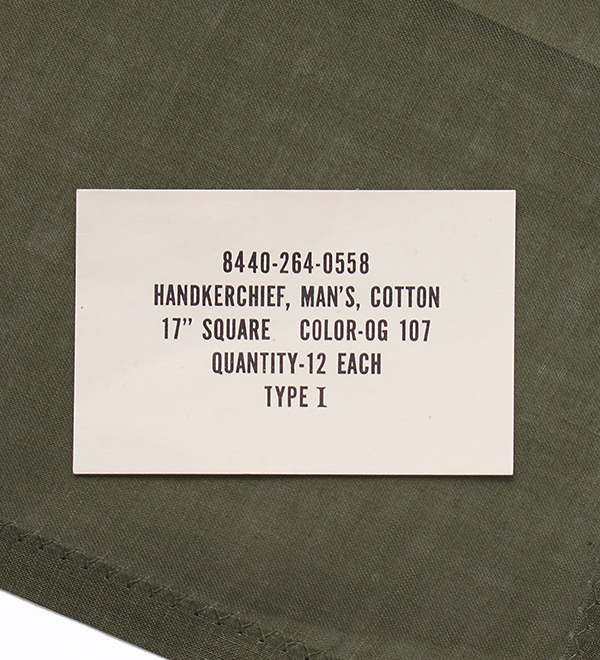 8440-264-0558
HANDKERCHIEF, MAN'S, COTTON
17” SQUARE COLOR-OG 107
QUANTITY-12 EACH
TYPE I